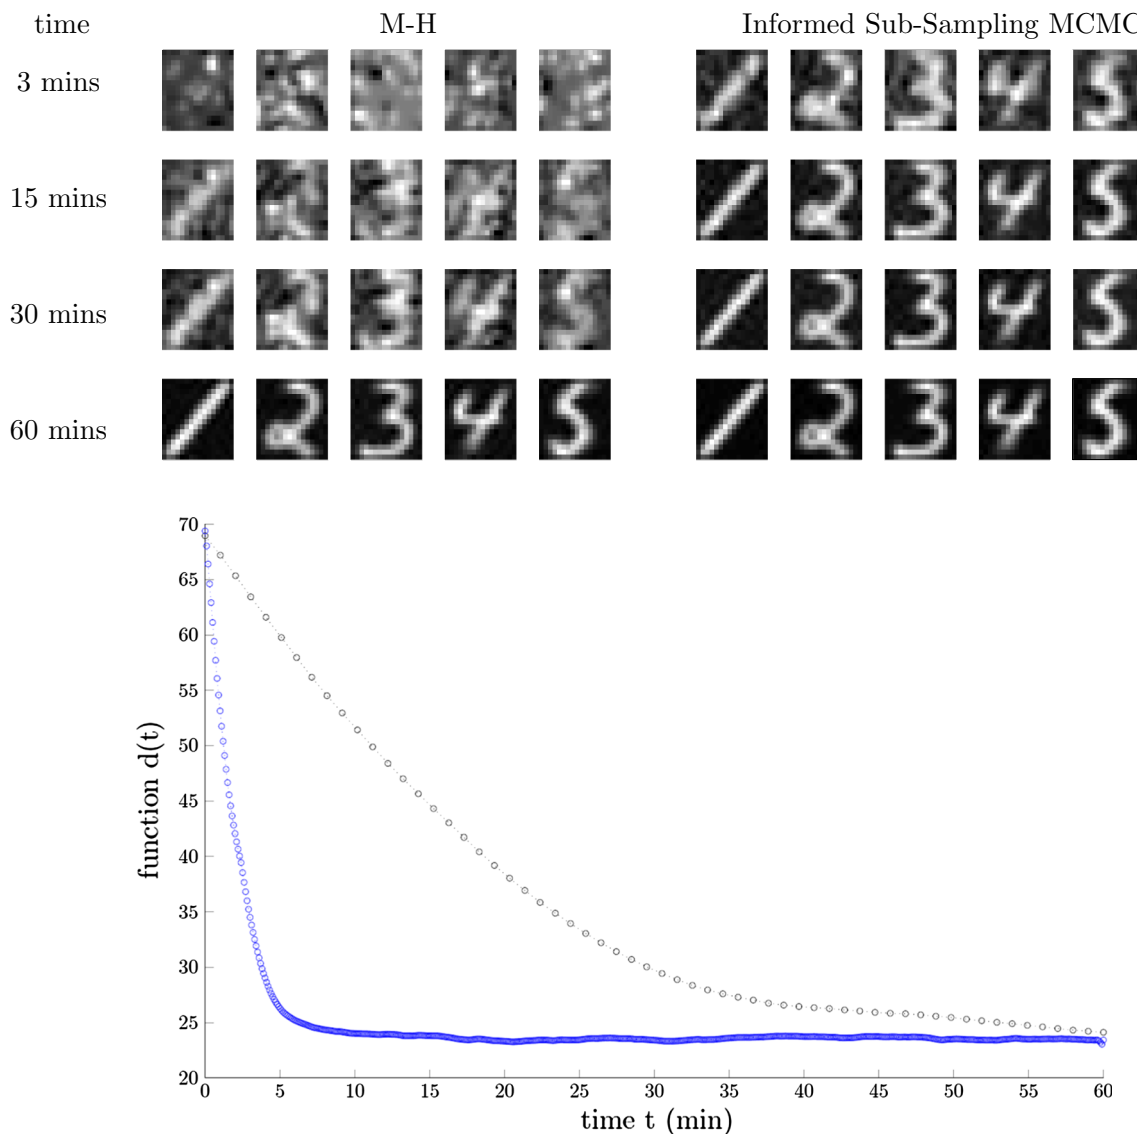 time M-H Informed Sub-Sampling MCMC
3 mins
15 mins
30 mins
60 mins
70
65
60
55
50
45
40
35
30
25
20
function d(t)
0 5 10 15 20 25 30 35 40 45 50 55 60
time t (min)